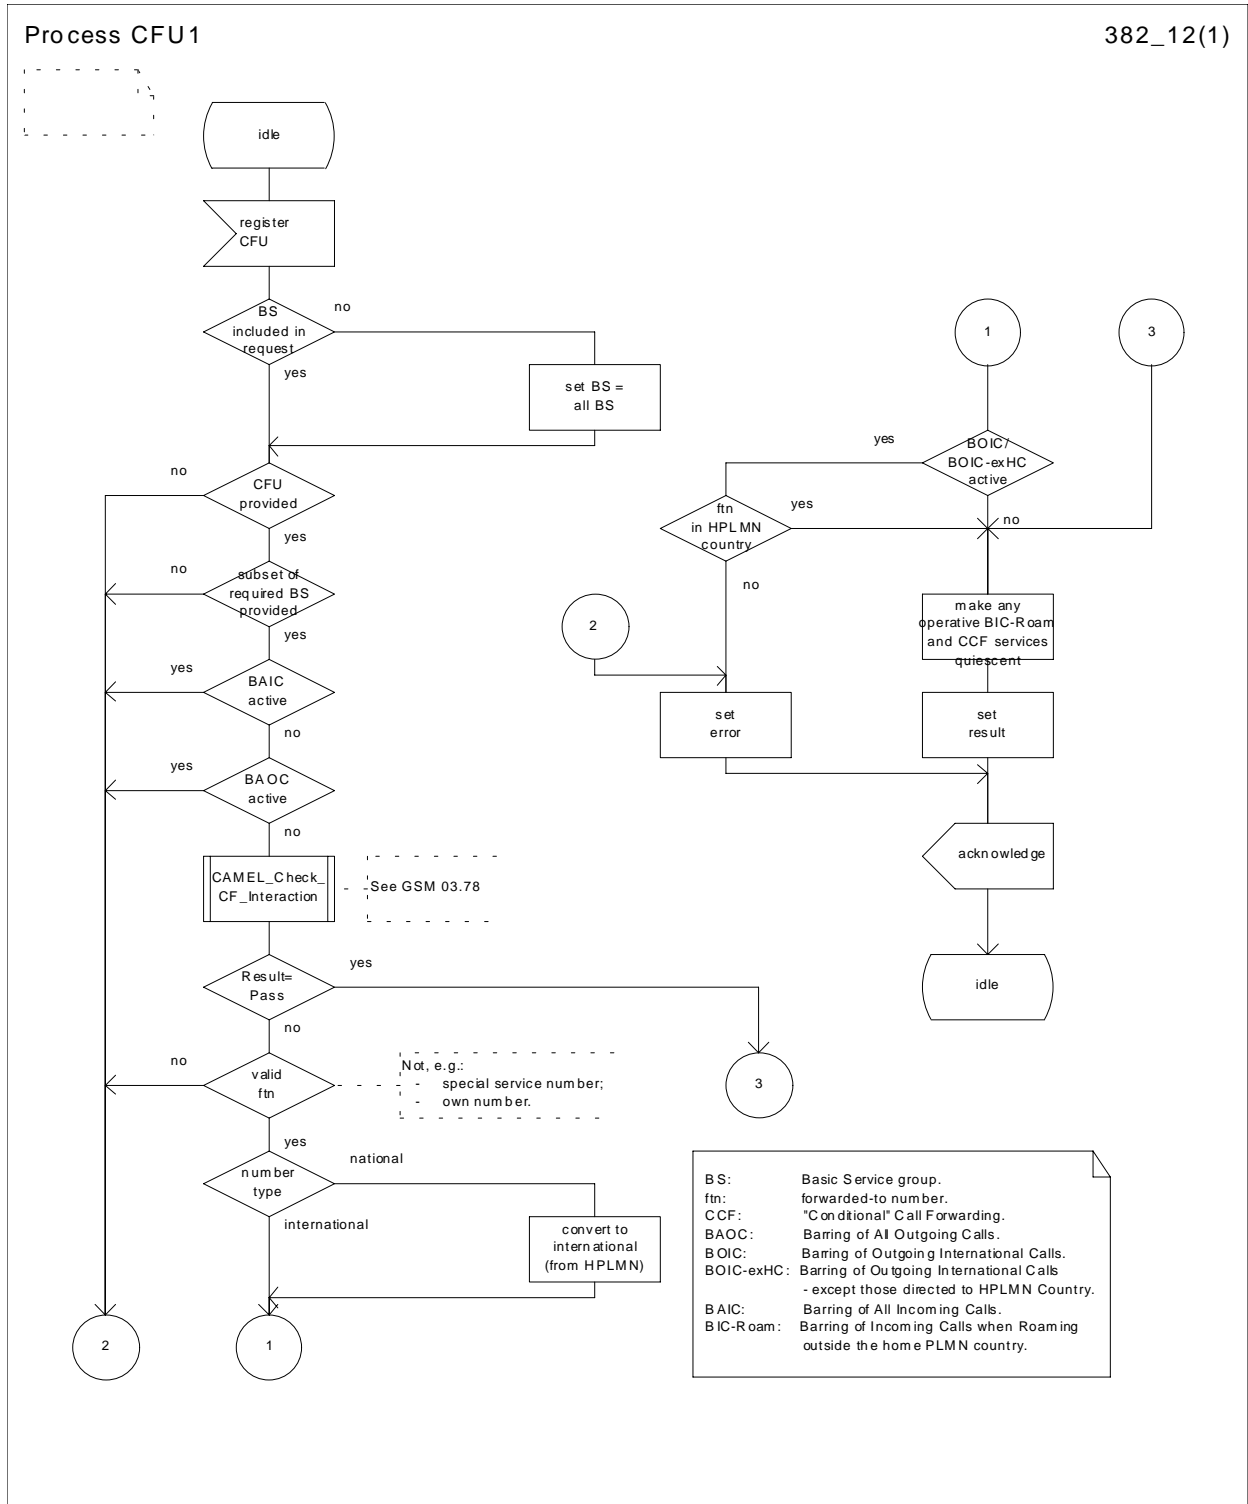 Process CFU1
382_12(1)
idle
register
CFU
BS
included in
request
no
yes
set BS =
all BS
CFU
provided
no
yes
subset of
required BS
provided
no
yes
BAIC
active
yes
no
BAOC
active
yes
no
CAMEL_Check_
CF_Interaction
See GSM 03.78
Result=
Pass
yes
no
3
valid
ftn
no
yes
Not, e.g.:
- special service number;
- own number.
number
type
national
international
convert to
international
(from HPLMN)
2
1
1
3
BOIC/
BOIC-exHC
active
yes
no
ftn
in HPLMN
country
yes
no
2
set
error
make any
operative BIC-Roam
and CCF services
quiescent
set
result
acknowledge
idle
BS: Basic Service group.
ftn: forwarded-to number.
CCF: "Conditional" Call Forwarding.
BAOC: Barring of All Outgoing Calls.
BOIC: Barring of Outgoing International Calls.
BOIC-exHC: Barring of Outgoing International Calls
- except those directed to HPLMN Country.
BAIC: Barring of All Incoming Calls.
BIC-Roam: Barring of Incoming Calls when Roaming
outside the home PLMN country.